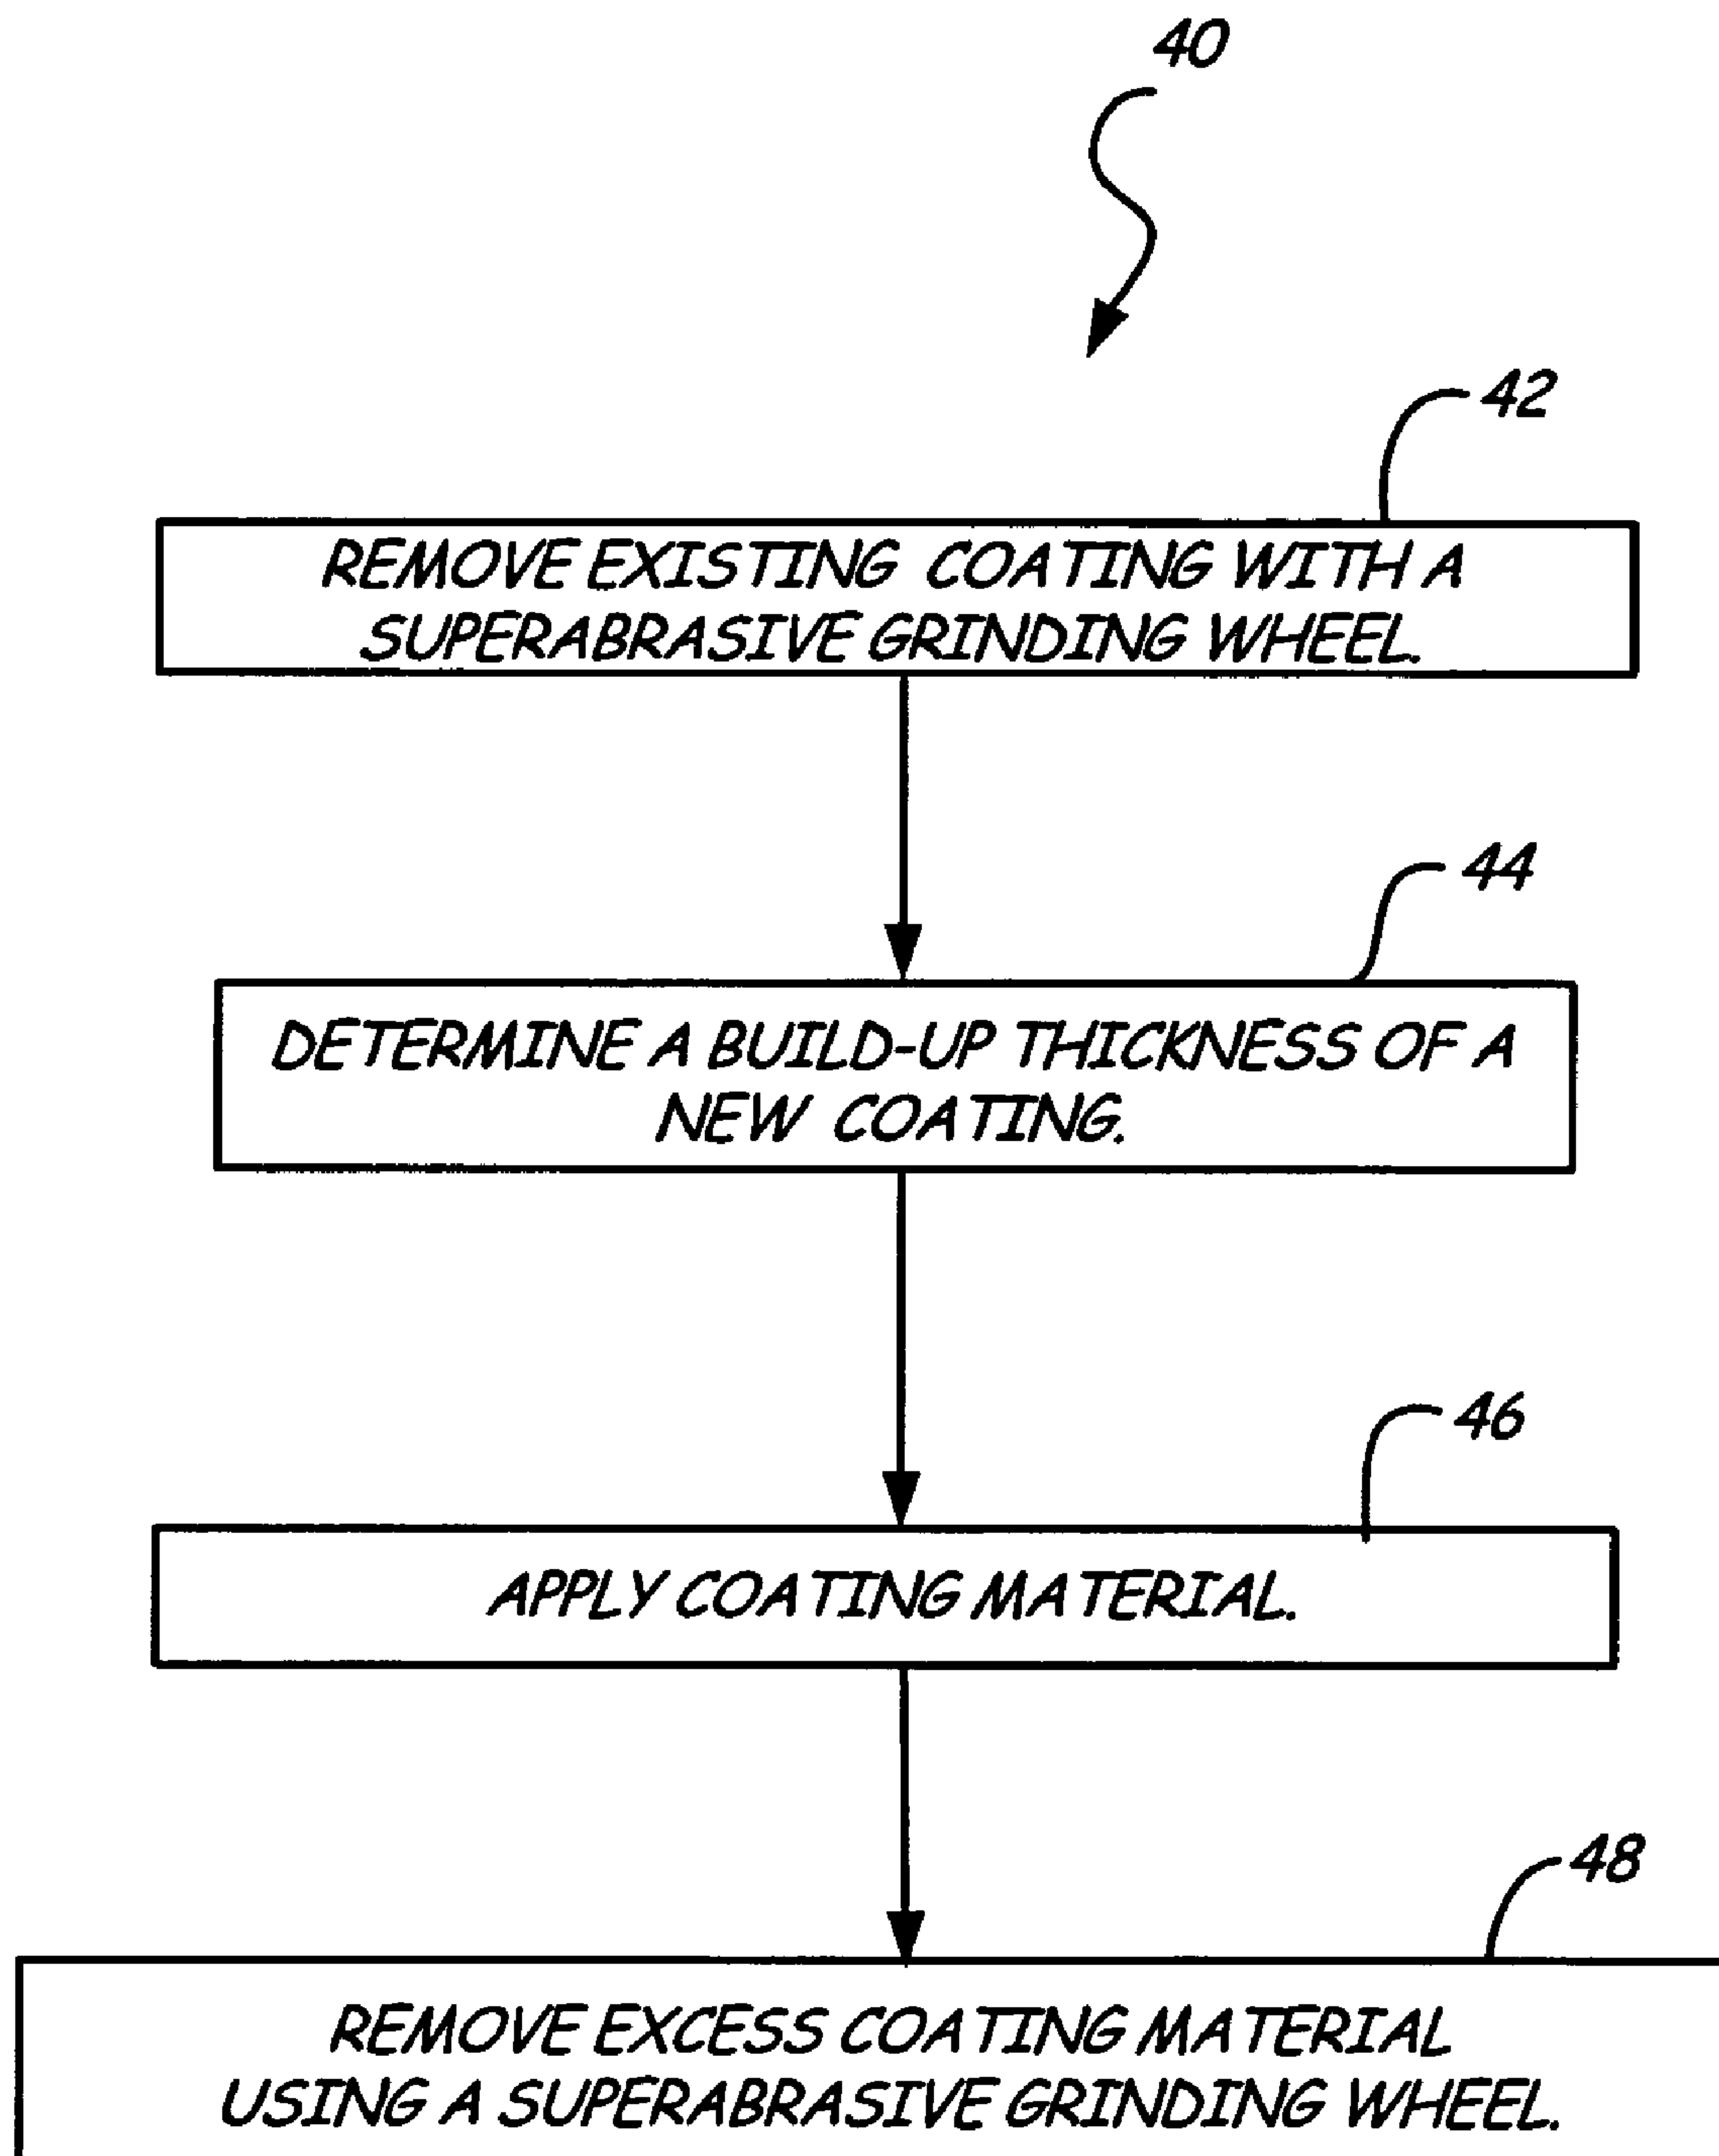 40
42
REMOVE EXISTING COATING WITH A
SUPERABRASIVE GRINDING WHEEL.
44
DETERMINE A BUILD-UP THICKNESS OF A
NEW COATING.
46
APPLY COATING MATERIAL.
48
REMOVE EXCESS COATING MATERIAL
USING A SUPERABRASIVE GRINDING WHEEL.